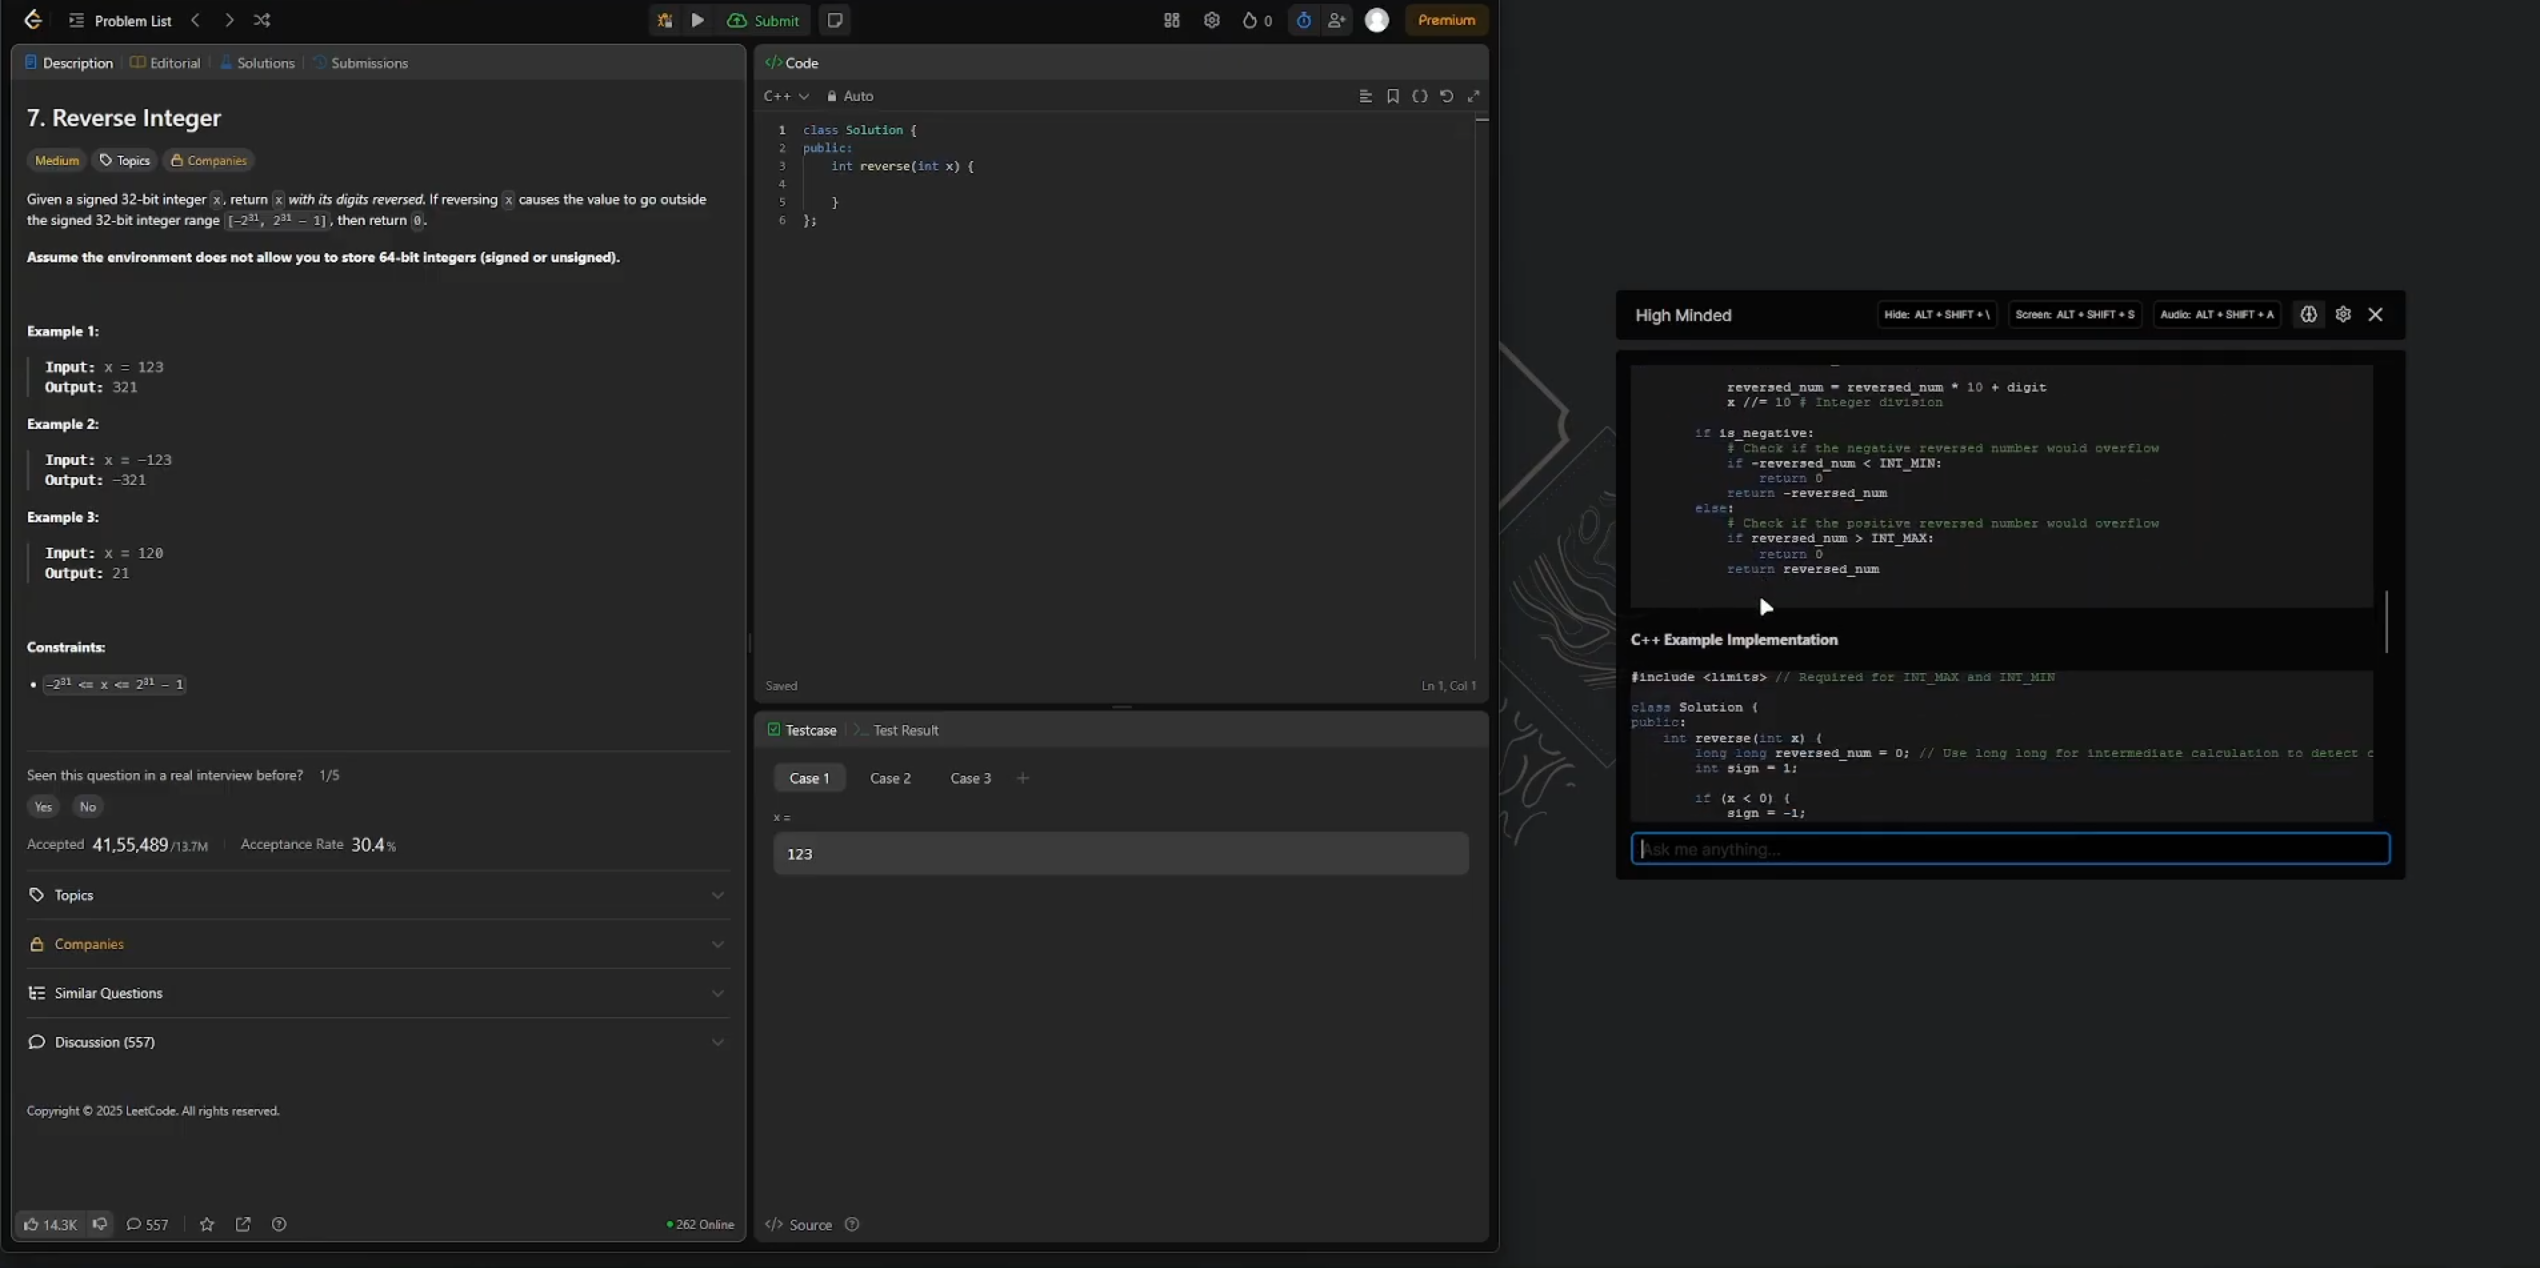 Problem List
Submit
0
Premium
Description
Editorial
Solutions
Submissions
7. Reverse Integer
Medium
Topics
Companies
Given a signed 32-bit integer x, return x with its digits reversed. If reversing x causes the value to go outside
the signed 32-bit integer range [-2³¹, 2³¹ - 1], then return 0.
Assume the environment does not allow you to store 64-bit integers (signed or unsigned).
Example 1:
Input: x = 123
Output: 321
Example 2:
Input: x = -123
Output: -321
Example 3:
Input: x = 120
Output: 21
Constraints:
• -2³¹ <= x <= 2³¹ - 1
Seen this question in a real interview before? 1/5
Yes
No
Accepted 41,55,489/13.7M
Acceptance Rate 30.4%
Topics
Companies
Similar Questions
Discussion (557)
Copyright © 2025 LeetCode. All rights reserved.
14.3K
557
262 Online
</> Code
C++
Auto
1 class Solution {
2 public:
3     int reverse(int x) {
4
5     }
6 };
Saved
Ln 1, Col 1
Testcase
Test Result
Case 1
Case 2
Case 3
+
x =
123
</> Source
High Minded
Hide: ALT + SHIFT + \
Screen: ALT + SHIFT + S
Audio: ALT + SHIFT + A
reversed_num = reversed_num * 10 + digit
x //= 10 # Integer division
if is_negative:
# Check if the negative reversed number would overflow
if -reversed_num < INT_MIN:
return 0
return -reversed_num
else:
# Check if the positive reversed number would overflow
if reversed_num > INT_MAX:
return 0
return reversed_num
C++ Example Implementation
#include <limits> // Required for INT_MAX and INT_MIN
class Solution {
public:
int reverse(int x) {
long long reversed_num = 0; // Use long long for intermediate calculation to detect
int sign = 1;
if (x < 0) {
sign = -1;
Ask me anything...